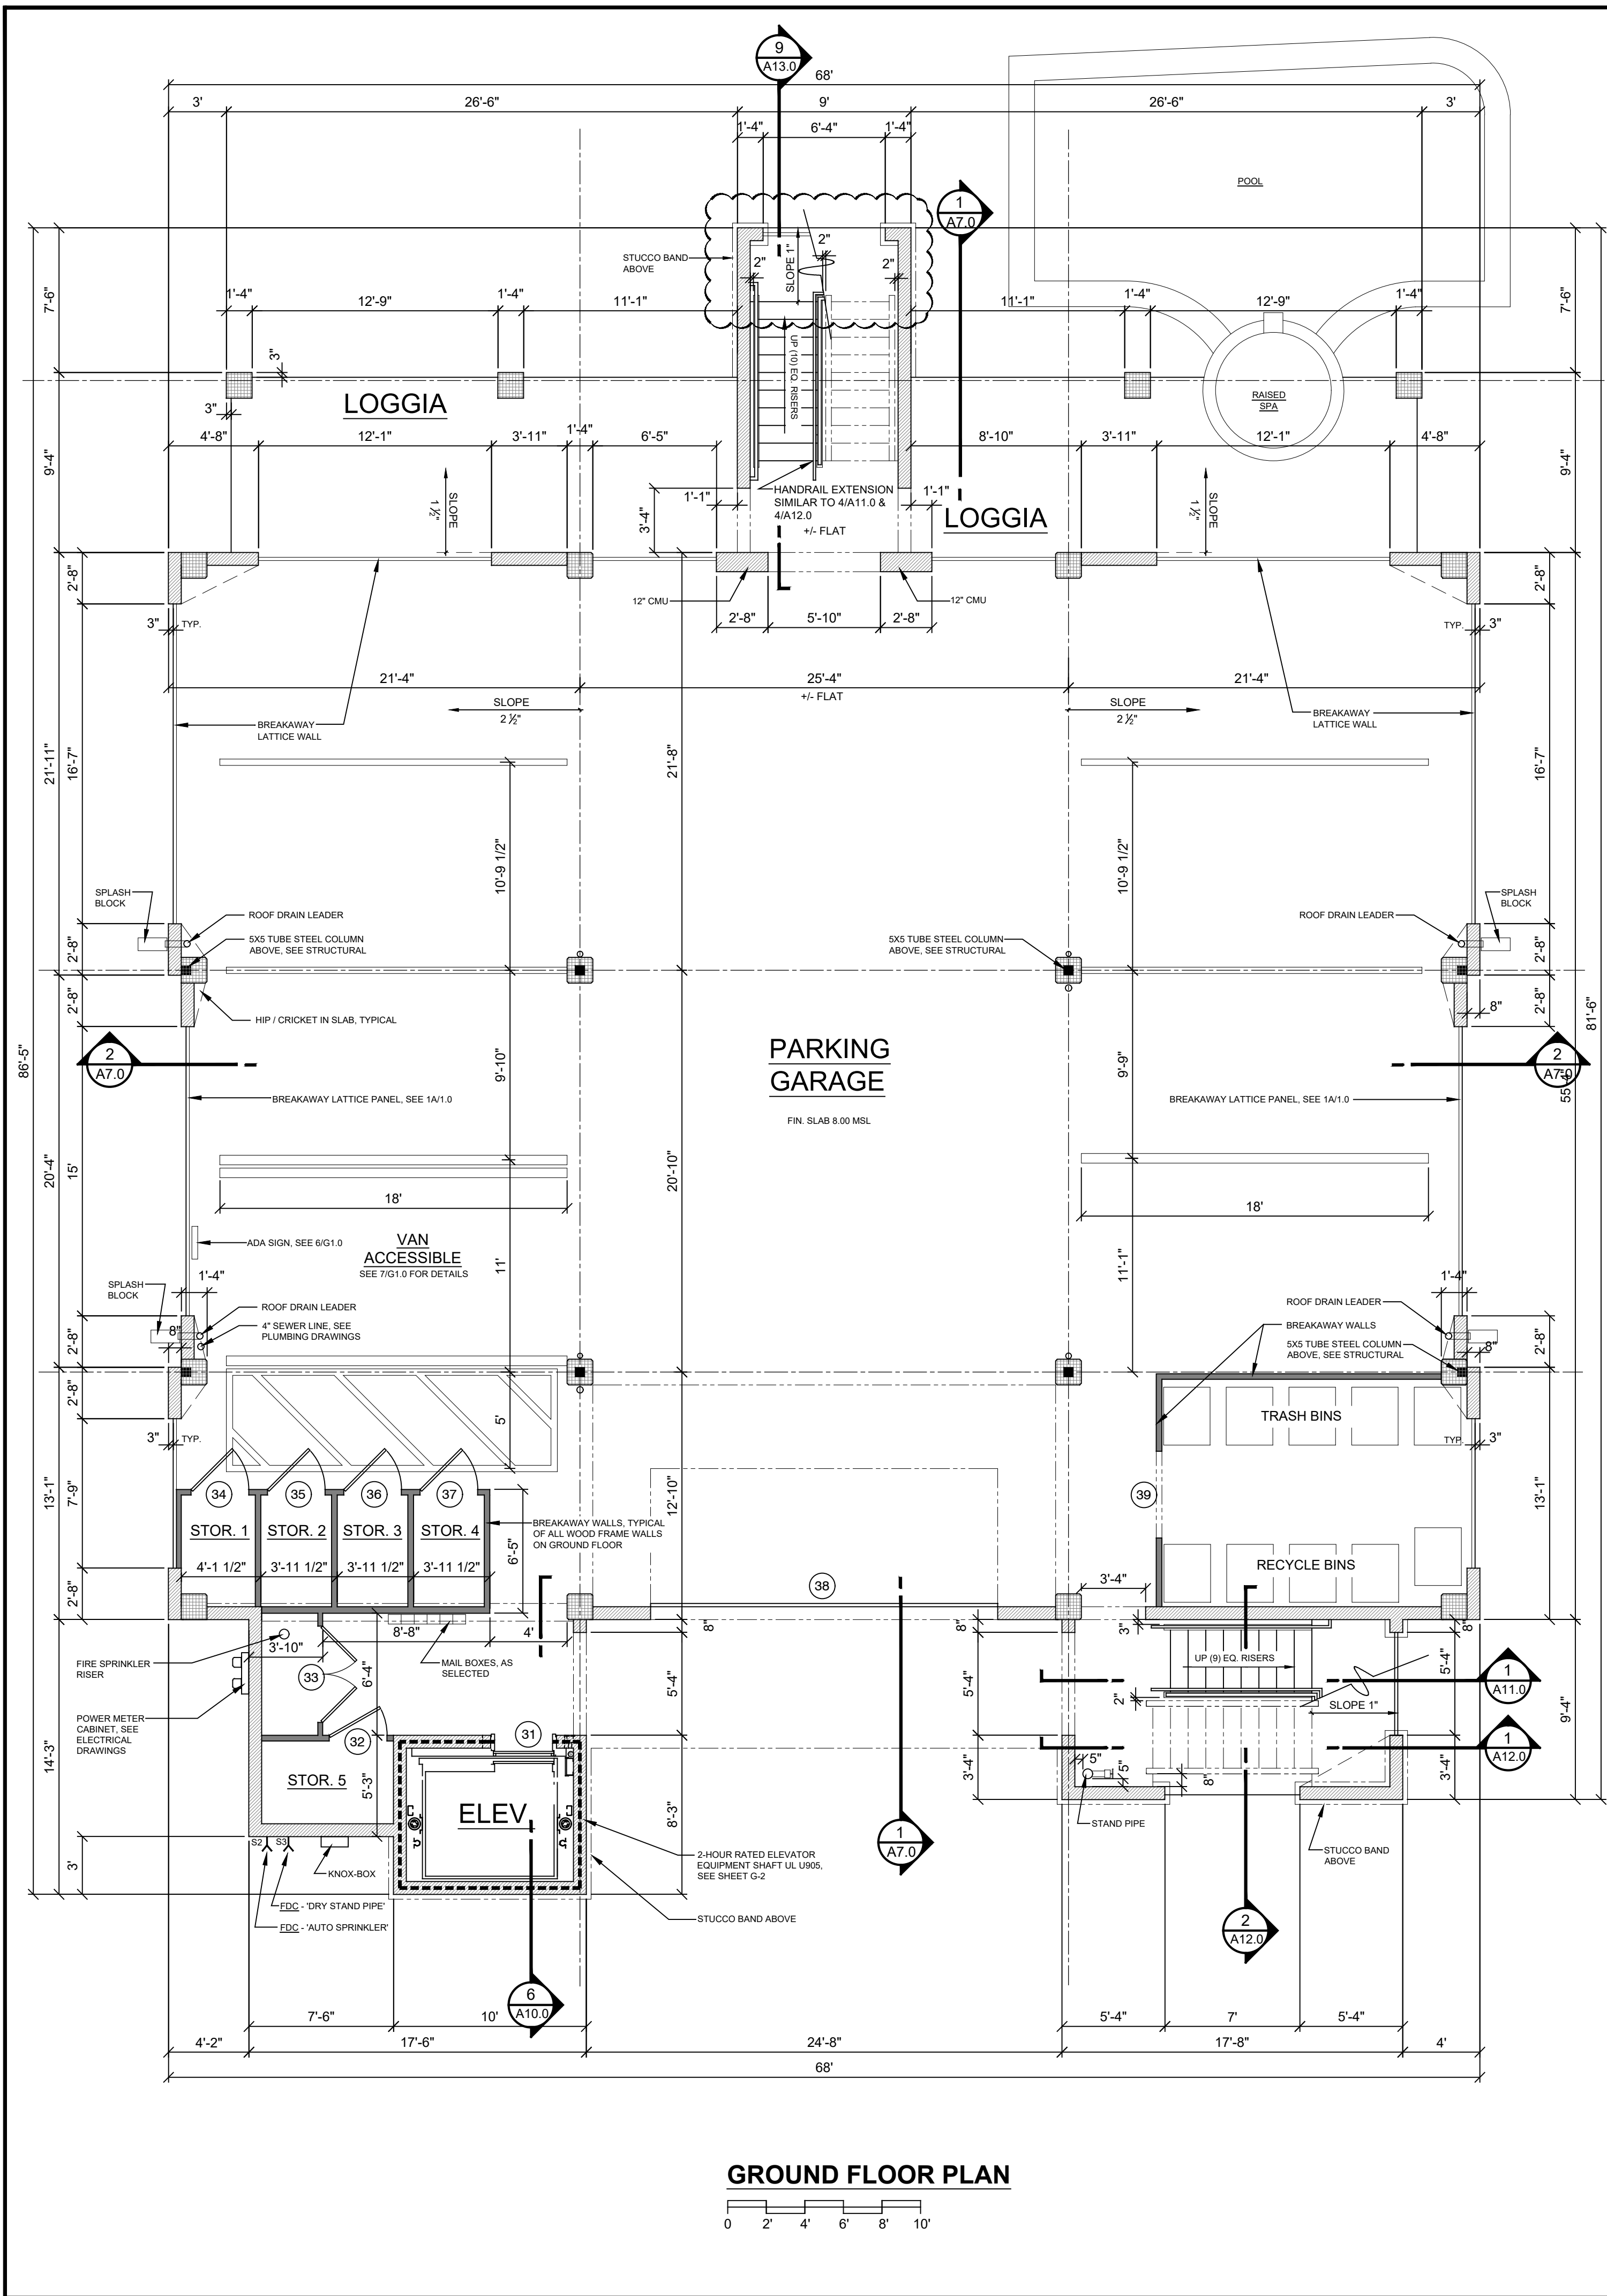 9
A13.0
68'
3'
26'-6"
9'
26'-6"
3'
1'-4"
6'-4"
1'-4"
POOL
1
A7.0
STUCCO BAND
ABOVE
2"
SLOPE 1"
2"
2"
7'-6"
1'-4"
12'-9"
1'-4"
11'-1"
11'-1"
1'-4"
12'-9"
1'-4"
7'-6"
3"
UP (10) EQ. RISERS
LOGGIA
3"
RAISED
SPA
4'-8"
12'-1"
3'-11"
1'-4"
6'-5"
8'-10"
3'-11"
12'-1"
4'-8"
9'-4"
9'-4"
SLOPE
1 ½"
1'-1"
HANDRAIL EXTENSION
SIMILAR TO 4/A11.0 &
4/A12.0
1'-1"
LOGGIA
SLOPE
1 ½"
3'-4"
+/- FLAT
2'-8"
2'-8"
12" CMU
12" CMU
2'-8"
5'-10"
2'-8"
3"
TYP.
TYP.
3"
21'-4"
25'-4"
21'-4"
+/- FLAT
SLOPE
2 ½"
SLOPE
2 ½"
BREAKAWAY
LATTICE WALL
BREAKAWAY
LATTICE WALL
21'-11"
16'-7"
21'-8"
16'-7"
10'-9 1/2"
10'-9 1/2"
SPLASH
BLOCK
SPLASH
BLOCK
ROOF DRAIN LEADER
ROOF DRAIN LEADER
5X5 TUBE STEEL COLUMN
ABOVE, SEE STRUCTURAL
5X5 TUBE STEEL COLUMN
ABOVE, SEE STRUCTURAL
2'-8"
2'-8"
2'-8"
2'-8"
8"
HIP / CRICKET IN SLAB, TYPICAL
86'-5"
81'-6"
2
A7.0
9'-10"
PARKING
GARAGE
9'-9"
2
A7.0
55'-4"
BREAKAWAY LATTICE PANEL, SEE 1A/1.0
BREAKAWAY LATTICE PANEL, SEE 1A/1.0
FIN. SLAB 8.00 MSL
20'-4"
15'
20'-10"
18'
18'
ADA SIGN, SEE 6/G1.0
VAN
ACCESSIBLE
SEE 7/G1.0 FOR DETAILS
11'
11'-1"
SPLASH
BLOCK
1'-4"
1'-4"
ROOF DRAIN LEADER
ROOF DRAIN LEADER
4" SEWER LINE, SEE
PLUMBING DRAWINGS
BREAKAWAY WALLS
5X5 TUBE STEEL COLUMN
ABOVE, SEE STRUCTURAL
8"
2'-8"
2'-8"
8"
2'-8"
5'
TRASH BINS
3"
TYP.
TYP.
3"
13'-1"
7'-9"
34
35
36
37
12'-10"
39
13'-1"
STOR. 1
STOR. 2
STOR. 3
STOR. 4
BREAKAWAY WALLS, TYPICAL
OF ALL WOOD FRAME WALLS
ON GROUND FLOOR
6'-5"
4'-1 1/2"
3'-11 1/2"
3'-11 1/2"
3'-11 1/2"
RECYCLE BINS
2'-8"
38
3'-4"
8"
8"
3"
8"
3'-10"
8'-8"
4'
FIRE SPRINKLER
RISER
MAIL BOXES, AS
SELECTED
33
6'-4"
5'-4"
5'-4"
UP (9) EQ. RISERS
5'-4"
1
A11.0
2"
SLOPE 1"
POWER METER
CABINET, SEE
ELECTRICAL
DRAWINGS
32
31
1
A12.0
9'-4"
14'-3"
STOR. 5
5'-3"
ELEV.
3'-4"
5"
5"
8"
3'-4"
8'-3"
STAND PIPE
1
A7.0
S2
S3
KNOX-BOX
3'
2-HOUR RATED ELEVATOR
EQUIPMENT SHAFT UL U905,
SEE SHEET G-2
STUCCO BAND
ABOVE
FDC - 'DRY STAND PIPE'
FDC - 'AUTO SPRINKLER'
STUCCO BAND ABOVE
2
A12.0
6
A10.0
7'-6"
10'
5'-4"
7'
5'-4"
4'-2"
17'-6"
24'-8"
17'-8"
4'
68'
GROUND FLOOR PLAN
0 2' 4' 6' 8' 10'